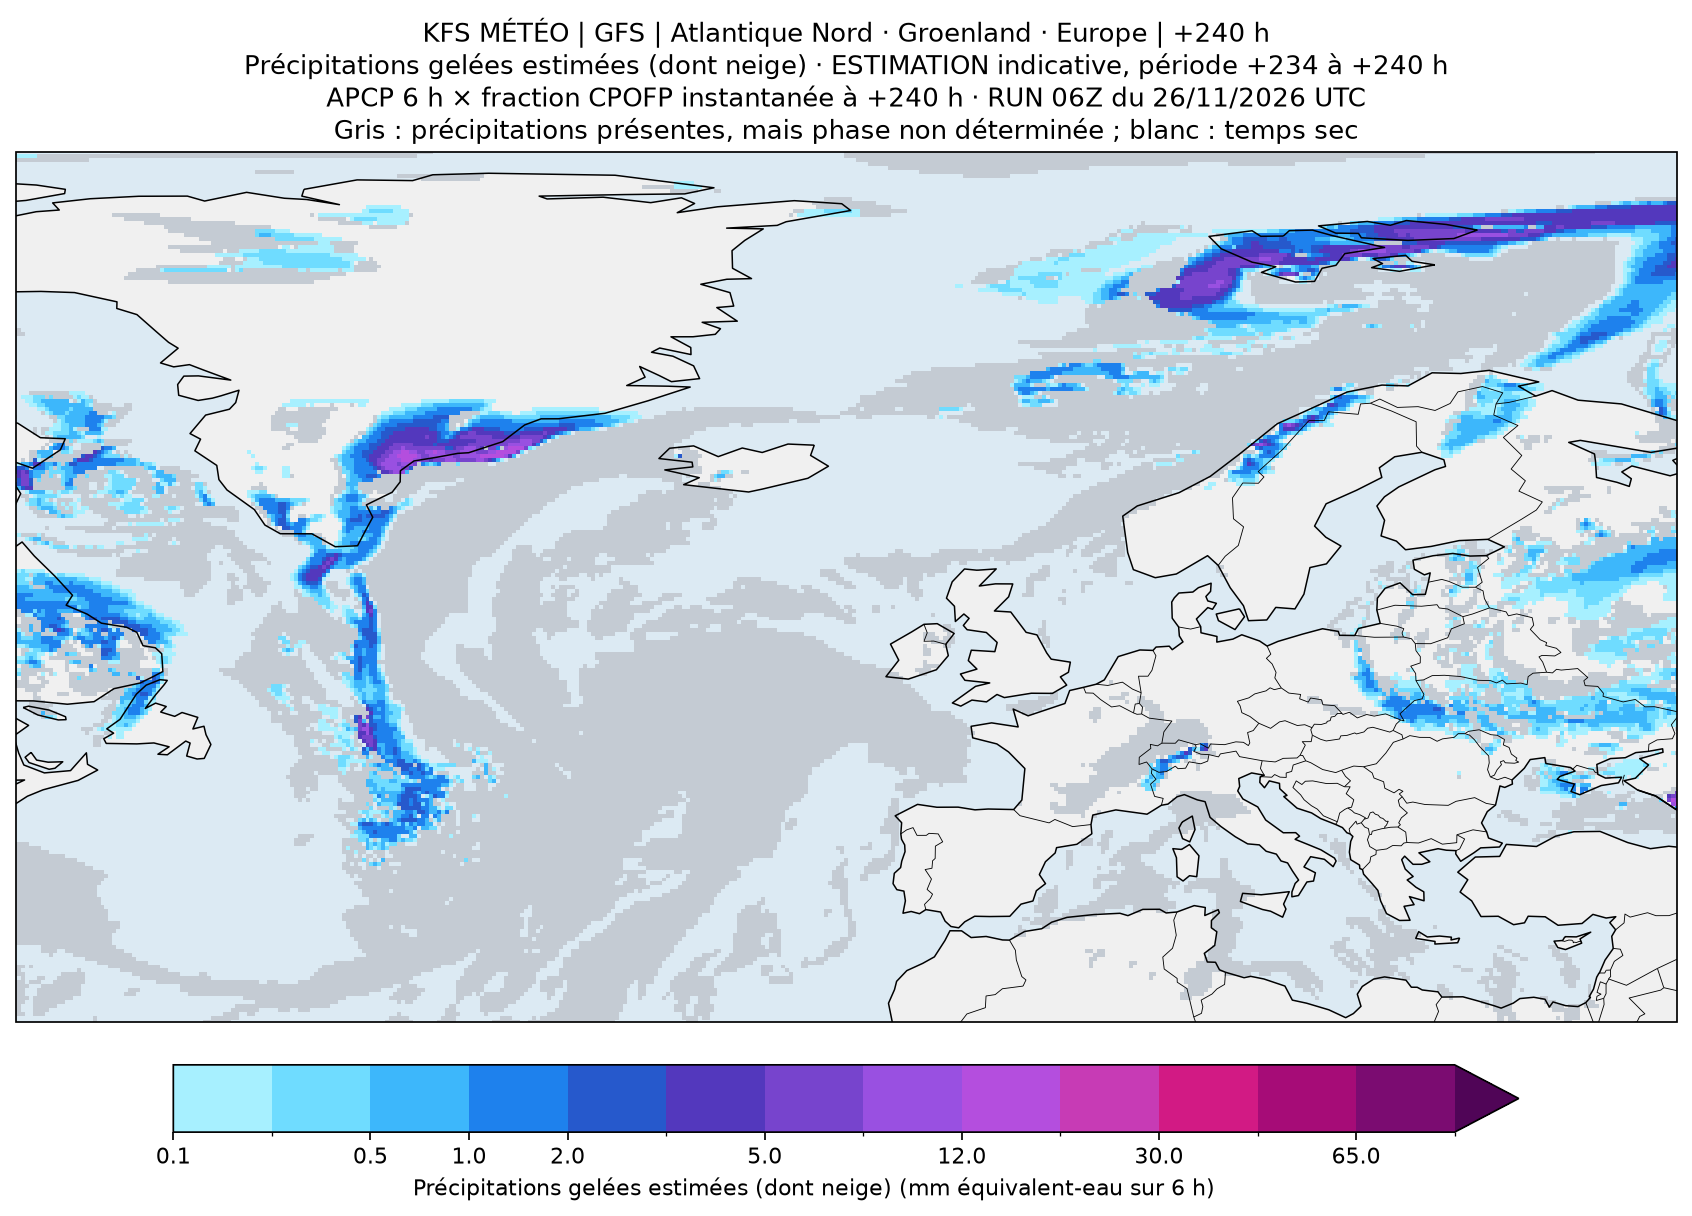 KFS MÉTÉO | GFS | Atlantique Nord · Groenland · Europe | +240 h
Précipitations gelées estimées (dont neige) · ESTIMATION indicative, période +234 à +240 h
APCP 6 h × fraction CPOFP instantanée à +240 h · RUN 06Z du 26/11/2026 UTC
Gris : précipitations présentes, mais phase non déterminée ; blanc : temps sec
0.1 0.5 1.0 2.0 5.0 12.0 30.0 65.0
Précipitations gelées estimées (dont neige) (mm équivalent-eau sur 6 h)